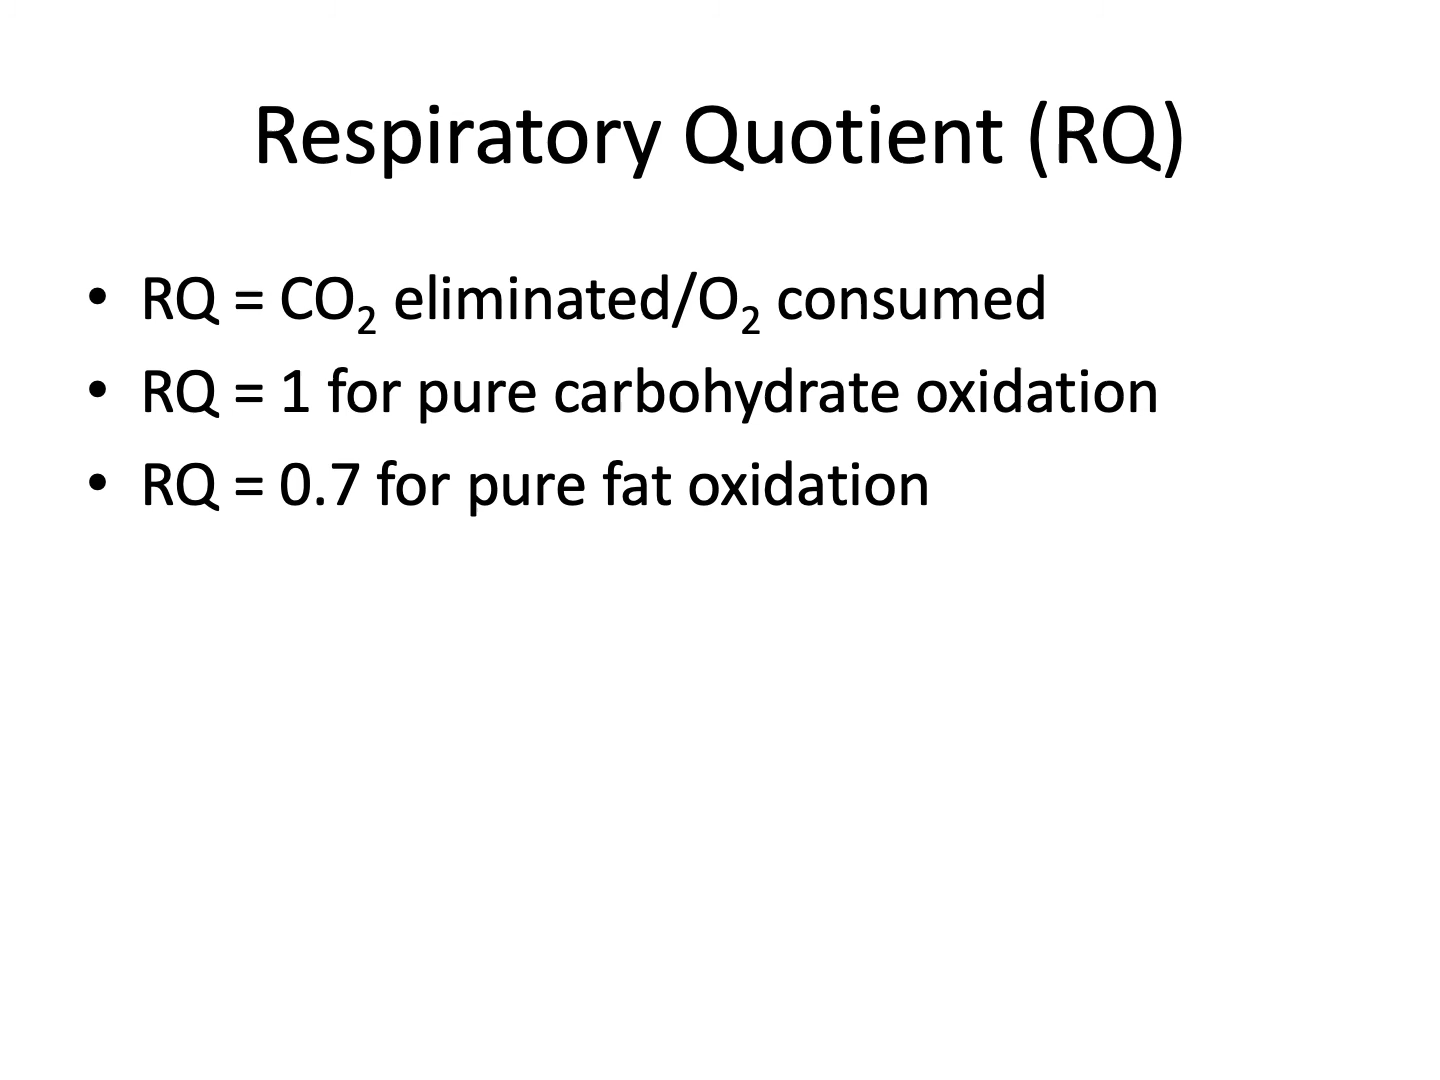 Respiratory Quotient (RQ)
• RQ = CO₂ eliminated/O₂ consumed
• RQ = 1 for pure carbohydrate oxidation
• RQ = 0.7 for pure fat oxidation